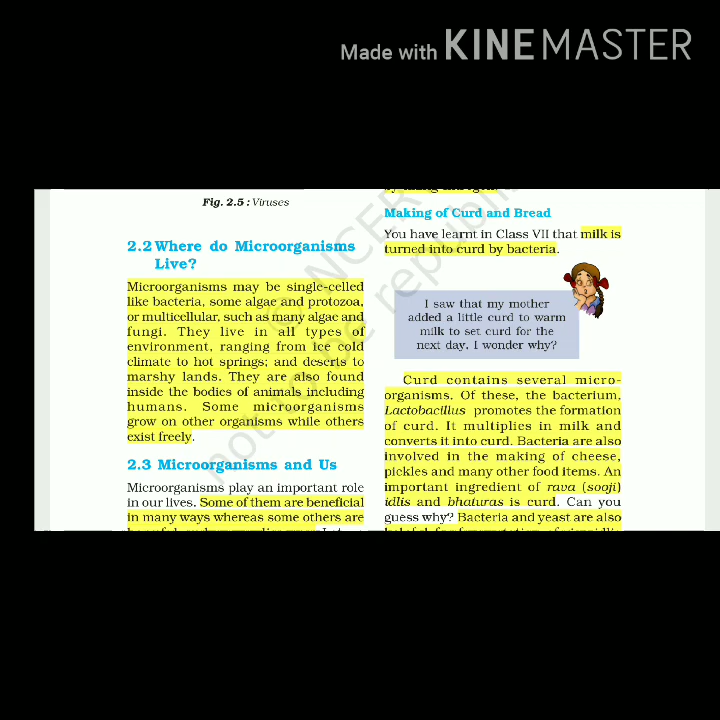 Made with KINEMASTER
Fig. 2.5 : Viruses
2.2 Where do Microorganisms
Live?
Microorganisms may be single-celled
like bacteria, some algae and protozoa,
or multicellular, such as many algae and
fungi. They live in all types of
environment, ranging from ice cold
climate to hot springs; and deserts to
marshy lands. They are also found
inside the bodies of animals including
humans. Some microorganisms
grow on other organisms while others
exist freely.
2.3 Microorganisms and Us
Microorganisms play an important role
in our lives. Some of them are beneficial
in many ways whereas some others are
Making of Curd and Bread
You have learnt in Class VII that milk is
turned into curd by bacteria.
I saw that my mother
added a little curd to warm
milk to set curd for the
next day. I wonder why?
Curd contains several micro-
organisms. Of these, the bacterium,
Lactobacillus promotes the formation
of curd. It multiplies in milk and
converts it into curd. Bacteria are also
involved in the making of cheese,
pickles and many other food items. An
important ingredient of rava (sooji)
idlis and bhaturas is curd. Can you
guess why? Bacteria and yeast are also
© NCERT
not to be republi